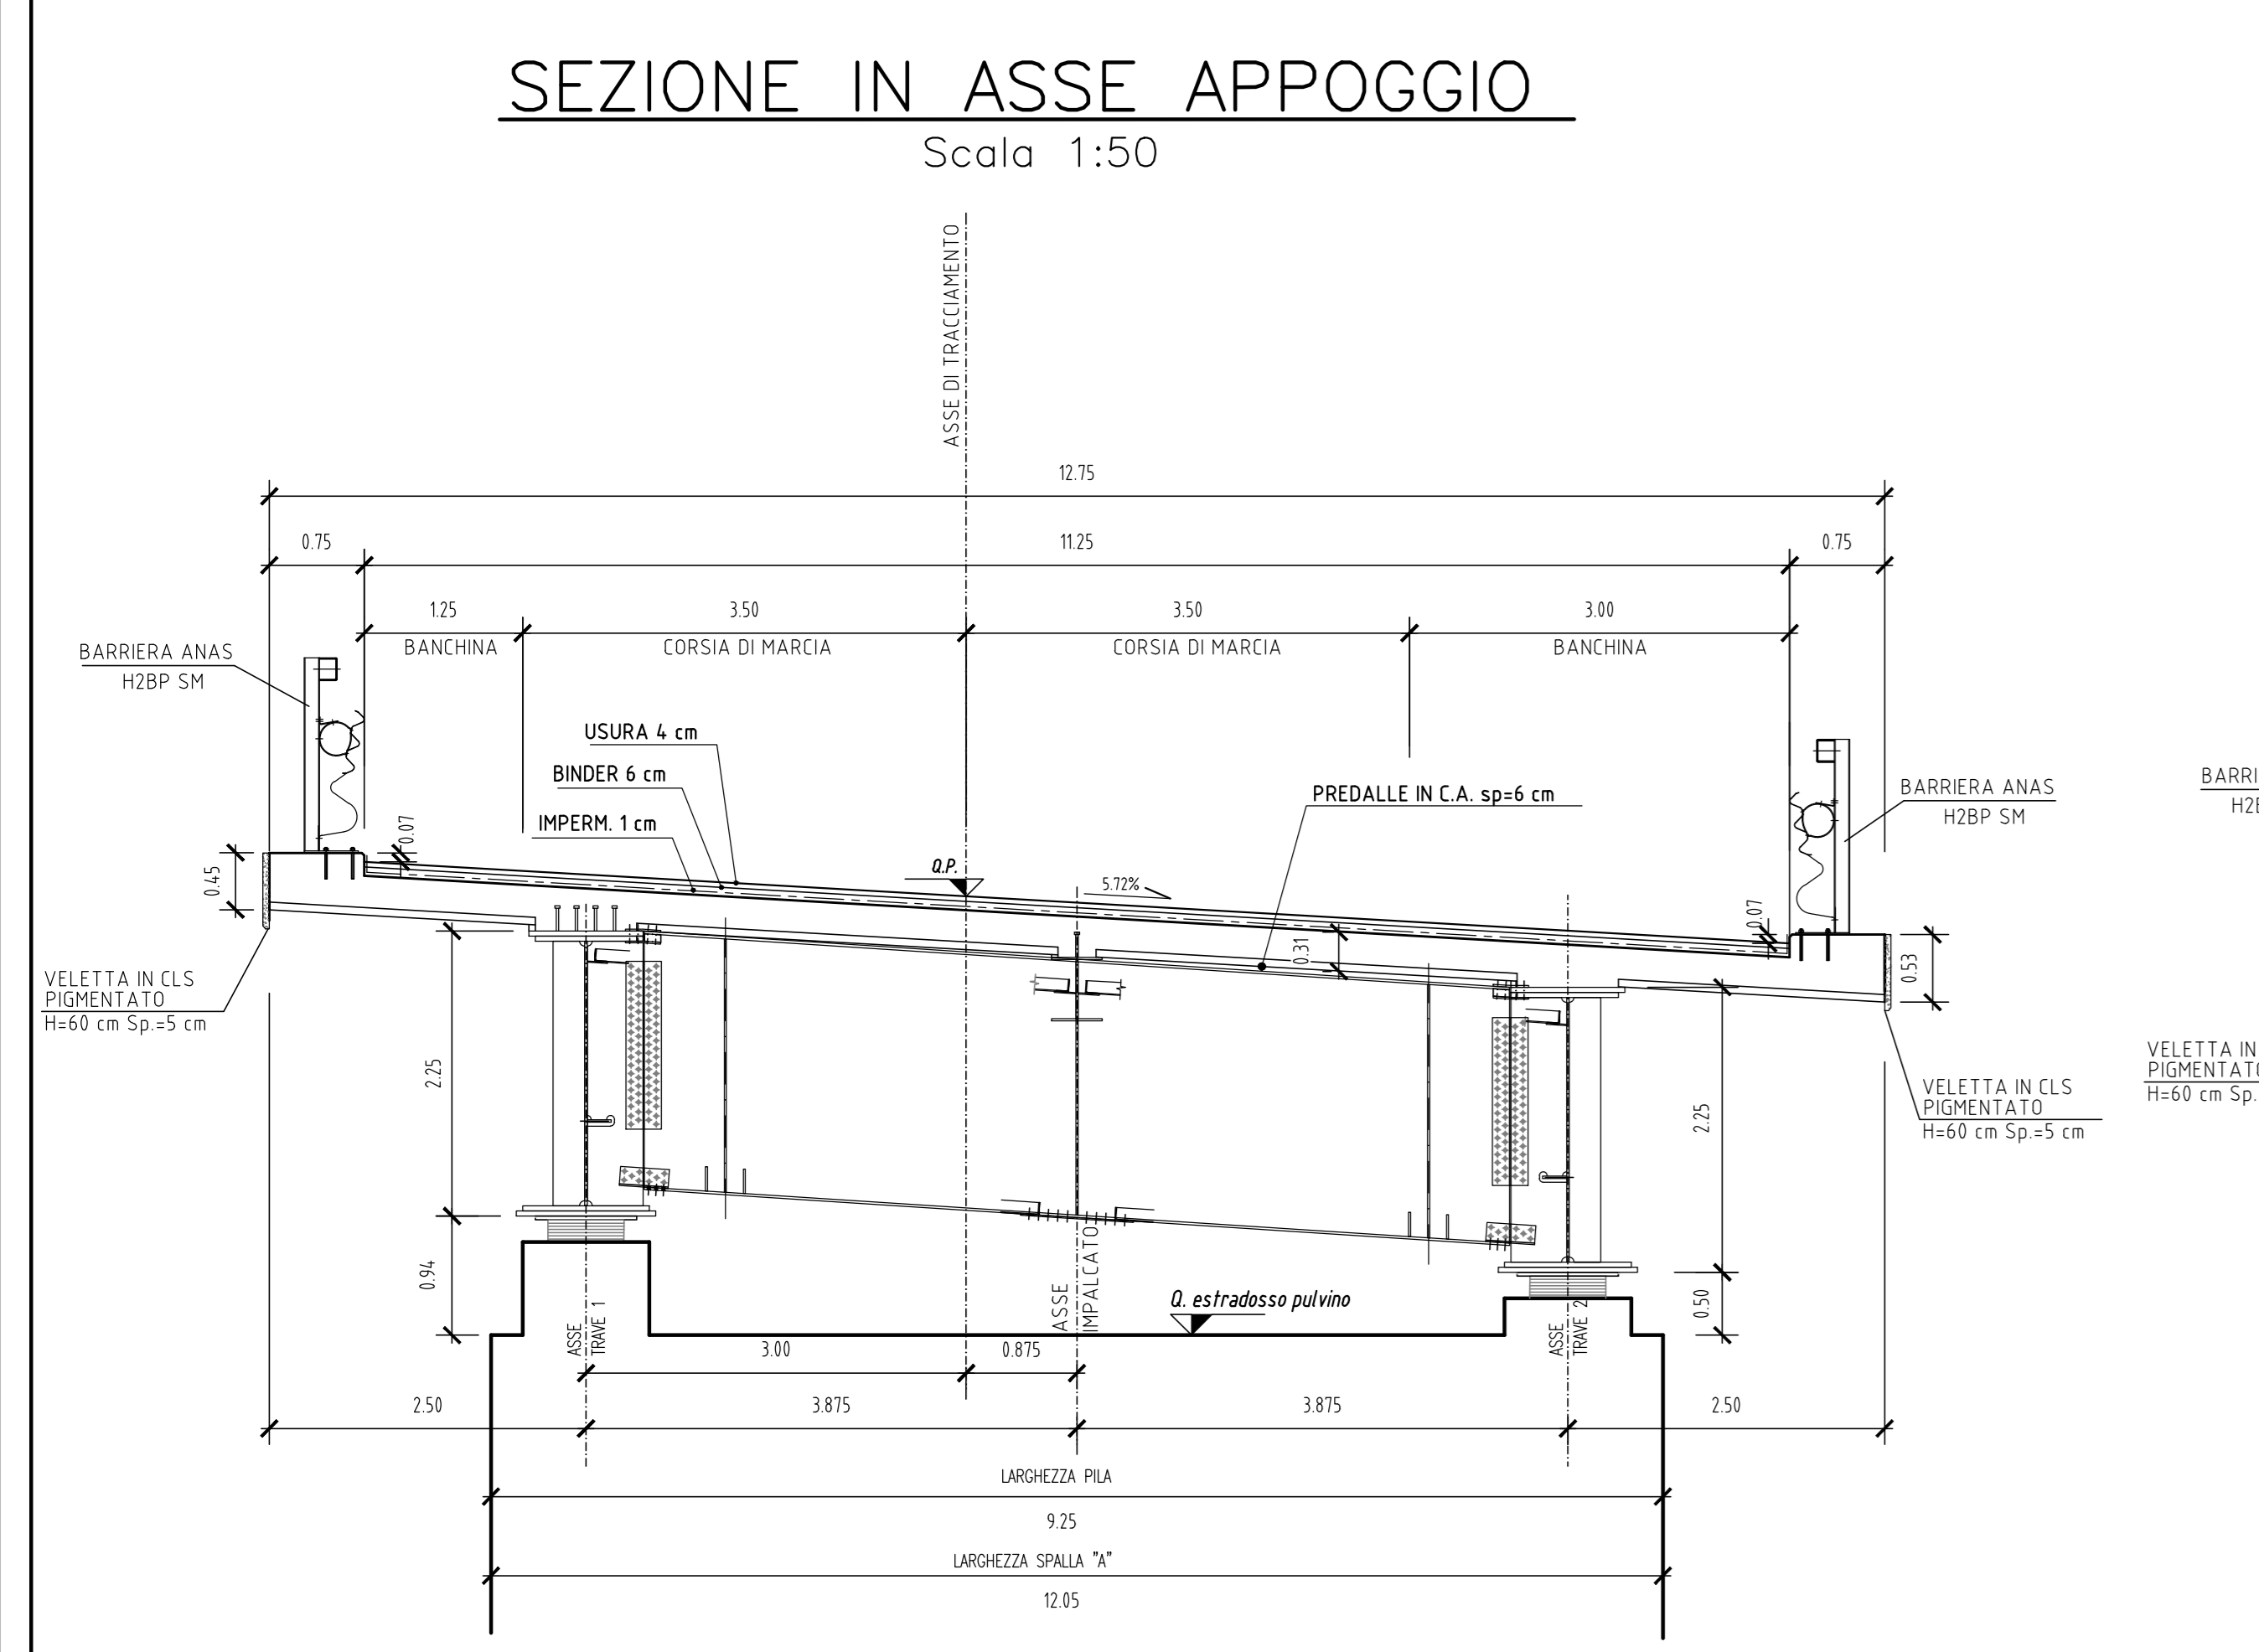 SEZIONE IN ASSE APPOGGIO
Scala 1:50
ASSE DI TRACCIAMENTO
12.75
0.75
11.25
0.75
1.25
3.50
3.50
3.00
BANCHINA
CORSIA DI MARCIA
CORSIA DI MARCIA
BANCHINA
BARRIERA ANAS
H2BP SM
USURA 4 cm
BINDER 6 cm
IMPERM. 1 cm
PREDALLE IN C.A. sp=6 cm
BARRIERA ANAS
H2BP SM
0.07
0.45
Q.P.
5.72%
0.07
0.31
0.53
VELETTA IN CLS
PIGMENTATO
H=60 cm Sp.=5 cm
VELETTA IN CLS
PIGMENTATO
H=60 cm Sp.=5 cm
VELETTA IN
PIGMENTATO
H=60 cm Sp.
2.25
2.25
0.94
0.50
ASSE
TRAVE 1
ASSE
IMPALCATO
Q. estradosso pulvino
ASSE
TRAVE 2
3.00
0.875
2.50
3.875
3.875
2.50
LARGHEZZA PILA
9.25
LARGHEZZA SPALLA "A"
12.05